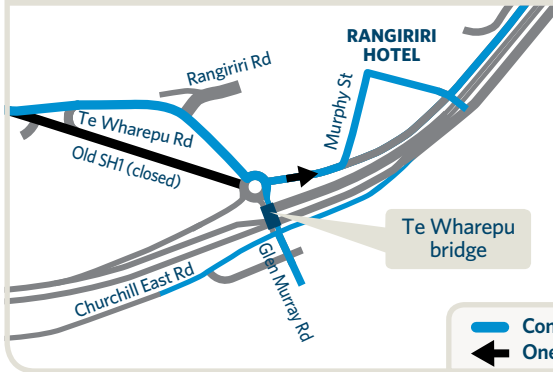 RANGIRIRI
HOTEL
Rangiriri Rd
Murphy St
Te Wharepu Rd
Old SH1 (closed)
Te Wharepu
bridge
Glen Murray Rd
Churchill East Rd